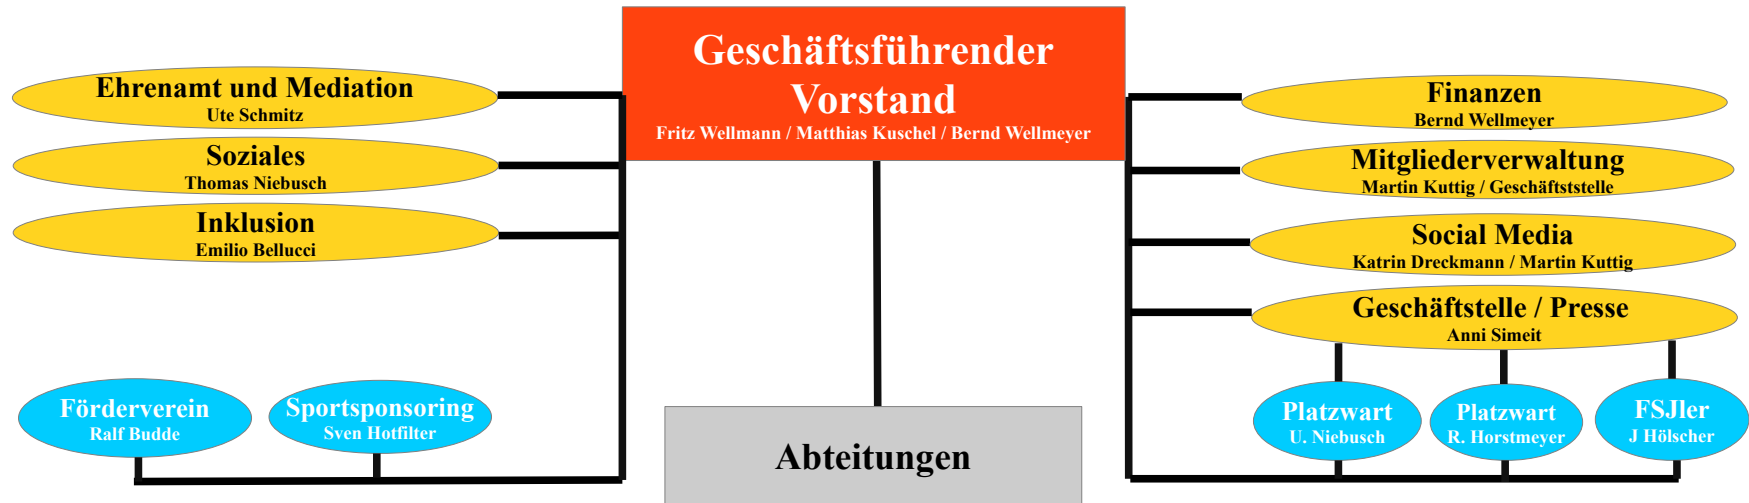 Geschäftsführender
Vorstand
Fritz Wellmann / Matthias Kuschel / Bernd Wellmeyer
Ehrenamt und Mediation
Ute Schmitz
Soziales
Thomas Niebusch
Inklusion
Emilio Bellucci
Finanzen
Bernd Wellmeyer
Mitgliederverwaltung
Martin Kuttig / Geschäftststelle
Social Media
Katrin Dreckmann / Martin Kuttig
Geschäftstelle / Presse
Anni Simeit
Förderverein
Ralf Budde
Sportsponsoring
Sven Hotfilter
Platzwart
U. Niebusch
Platzwart
R. Horstmeyer
FSJler
J Hölscher
Abteitungen